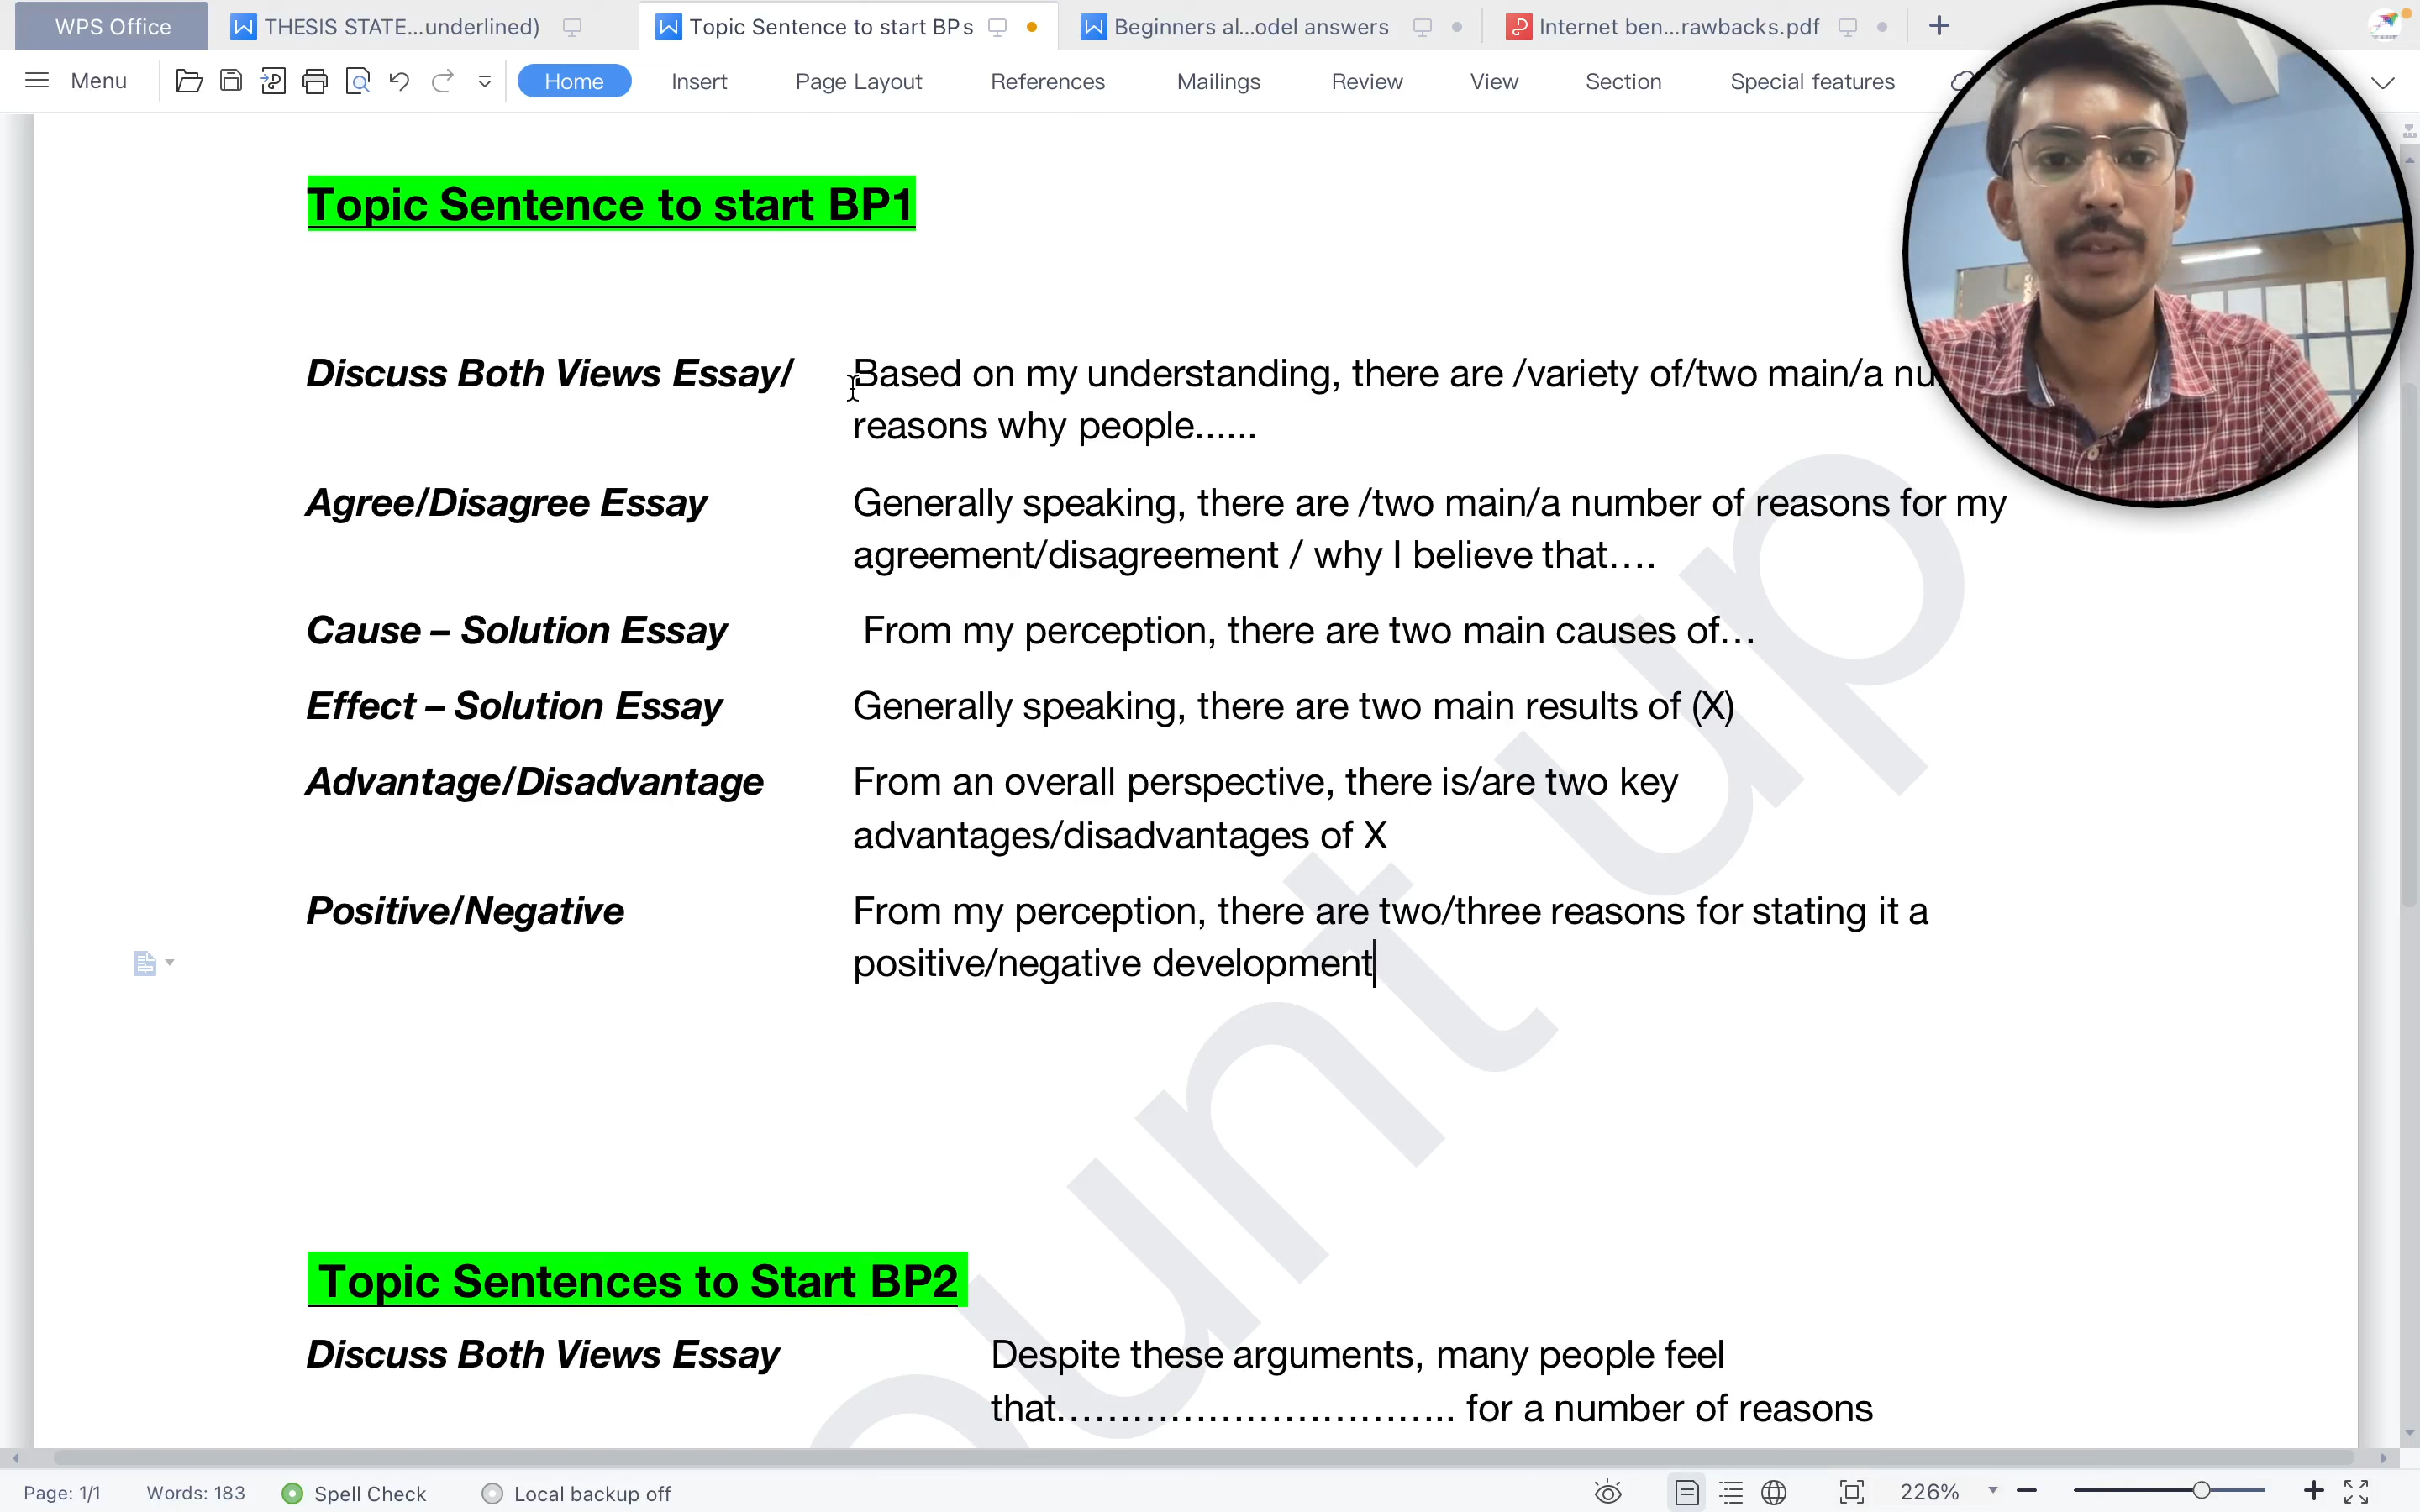 WPS Office
THESIS STATE...underlined)
Topic Sentence to start BPs
Beginners al...odel answers
Internet ben...rawbacks.pdf
Menu
Home
Insert
Page Layout
References
Mailings
Review
View
Section
Special features
Topic Sentence to start BP1
Discuss Both Views Essay/
Based on my understanding, there are /variety of/two main/a
reasons why people......
Agree/Disagree Essay
Generally speaking, there are /two main/a number of reasons for my
agreement/disagreement / why I believe that....
Cause – Solution Essay
From my perception, there are two main causes of...
Effect – Solution Essay
Generally speaking, there are two main results of (X)
Advantage/Disadvantage
From an overall perspective, there is/are two key
advantages/disadvantages of X
Positive/Negative
From my perception, there are two/three reasons for stating it a
positive/negative development
Topic Sentences to Start BP2
Discuss Both Views Essay
Despite these arguments, many people feel
that................................. for a number of reasons
unt up
Page: 1/1
Words: 183
Spell Check
Local backup off
226%